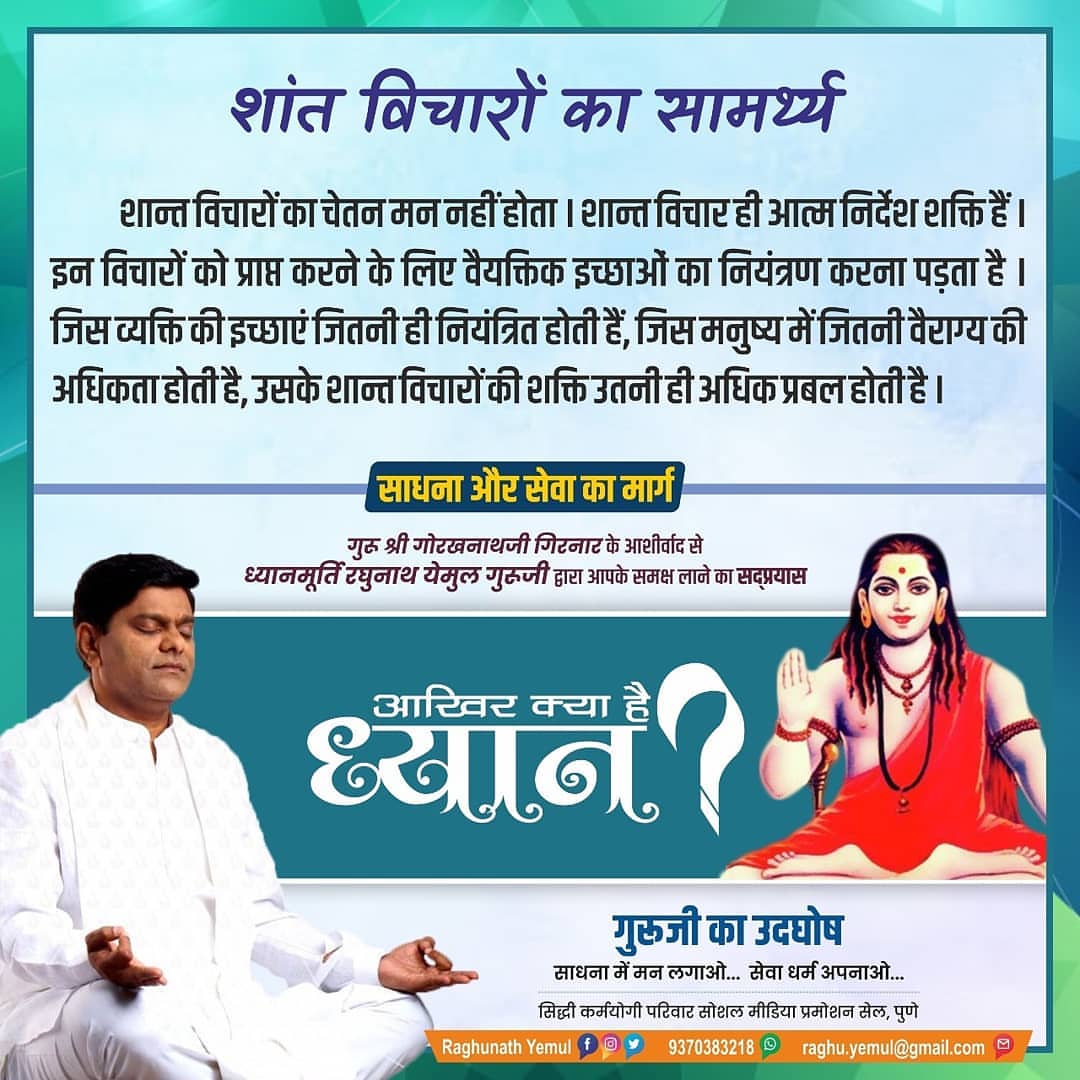 शांत विचारों का सामर्थ्य
शान्त विचारों का चेतन मन नहीं होता । शान्त विचार ही आत्म निर्देश शक्ति हैं ।
इन विचारों को प्राप्त करने के लिए वैयक्तिक इच्छाओं का नियंत्रण करना पड़ता है ।
जिस व्यक्ति की इच्छाएं जितनी ही नियंत्रित होती हैं, जिस मनुष्य में जितनी वैराग्य की
अधिकता होती है, उसके शान्त विचारों की शक्ति उतनी ही अधिक प्रबल होती है ।
साधना और सेवा का मार्ग
गुरू श्री गोरखनाथजी गिरनार के आशीर्वाद से
ध्यानमूर्ति रघुनाथ येमुल गुरूजी द्वारा आपके समक्ष लाने का सद्प्रयास
आखिर क्या है
ध्यान ?
गुरूजी का उदघोष
साधना में मन लगाओ... सेवा धर्म अपनाओ...
सिद्धी कर्मयोगी परिवार सोशल मीडिया प्रमोशन सेल, पुणे
Raghunath Yemul 9370383218 raghu.yemul@gmail.com